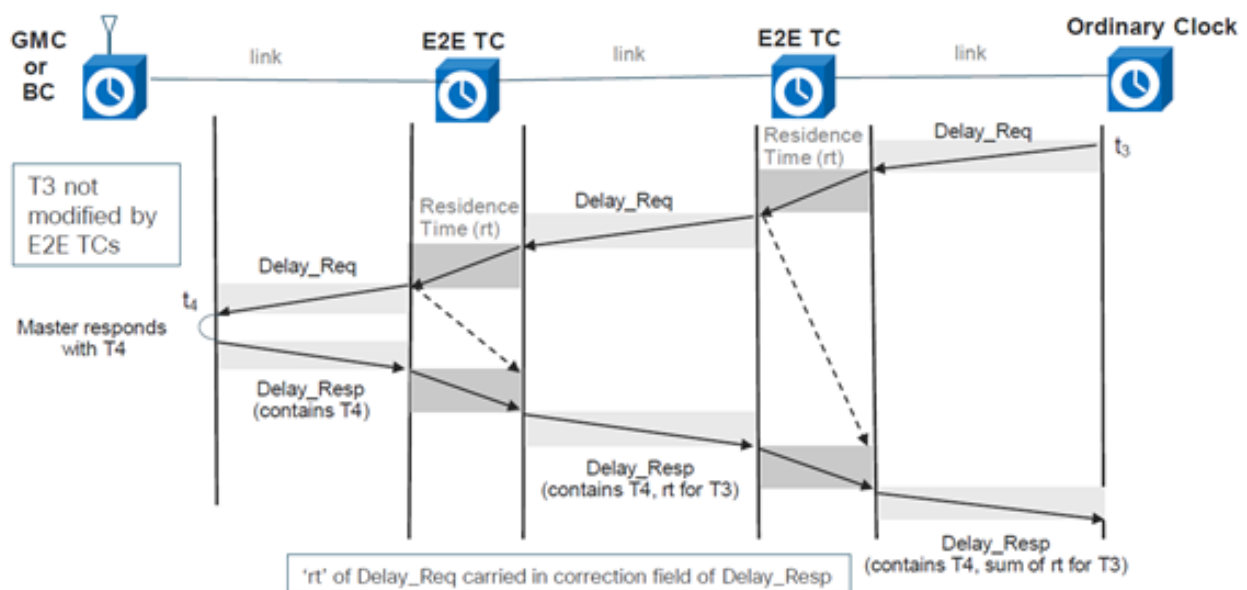 GMC
or
BC
link
E2E TC
link
E2E TC
link
Ordinary Clock
Residence
Time (rt)
Delay_Req
t3
T3 not
modified by
E2E TCs
Residence
Time (rt)
Delay_Req
Delay_Req
t4
Master responds
with T4
Delay_Resp
(contains T4)
Delay_Resp
(contains T4, rt for T3)
Delay_Resp
(contains T4, sum of rt for T3)
'rt' of Delay_Req carried in correction field of Delay_Resp